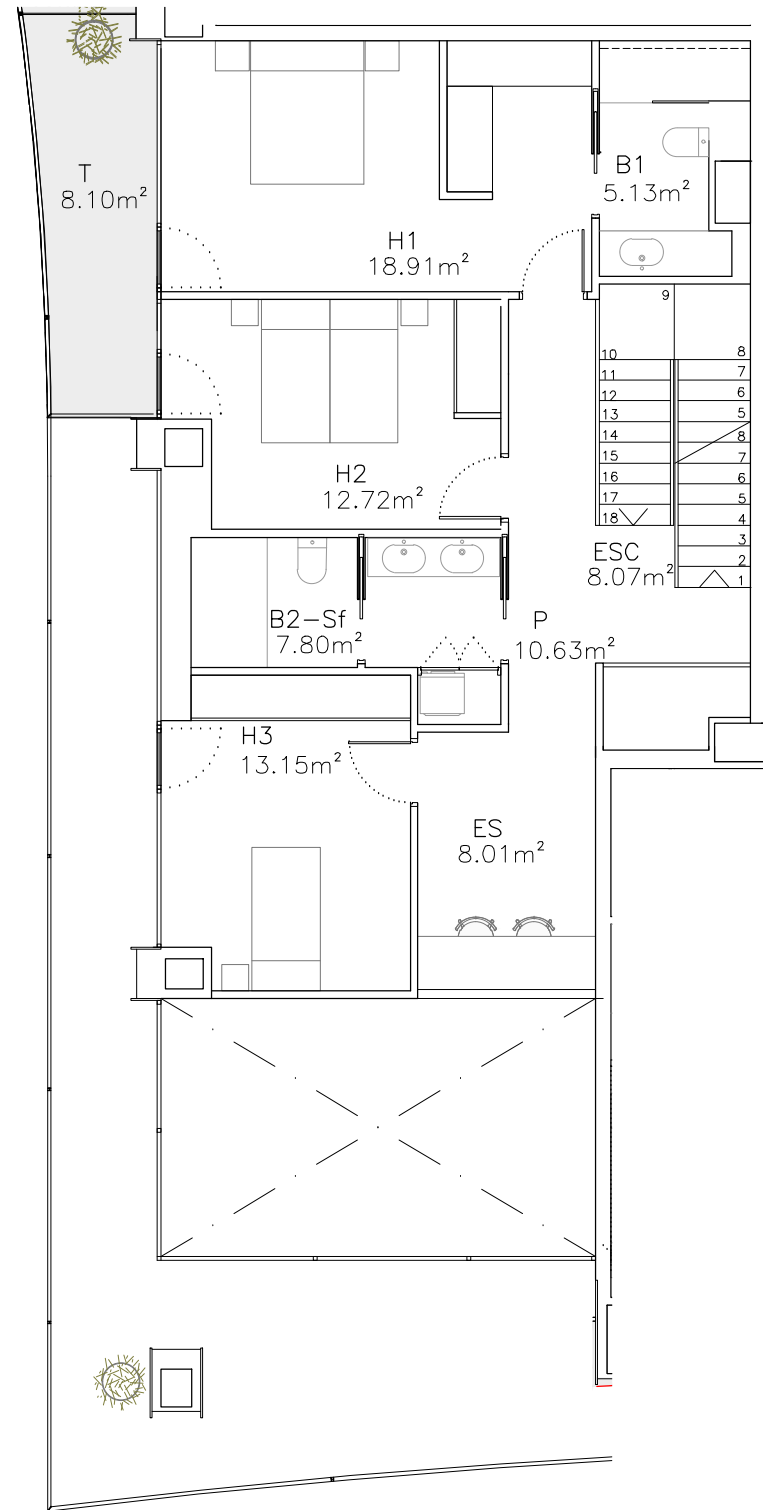 T
8.10m²
B1
5.13m²
H1
18.91m²
9
10
11
12
13
14
15
16
17
18
8
7
6
5
8
7
6
5
4
3
2
1
H2
12.72m²
ESC
8.07m²
B2-Sf
7.80m²
P
10.63m²
H3
13.15m²
ES
8.01m²